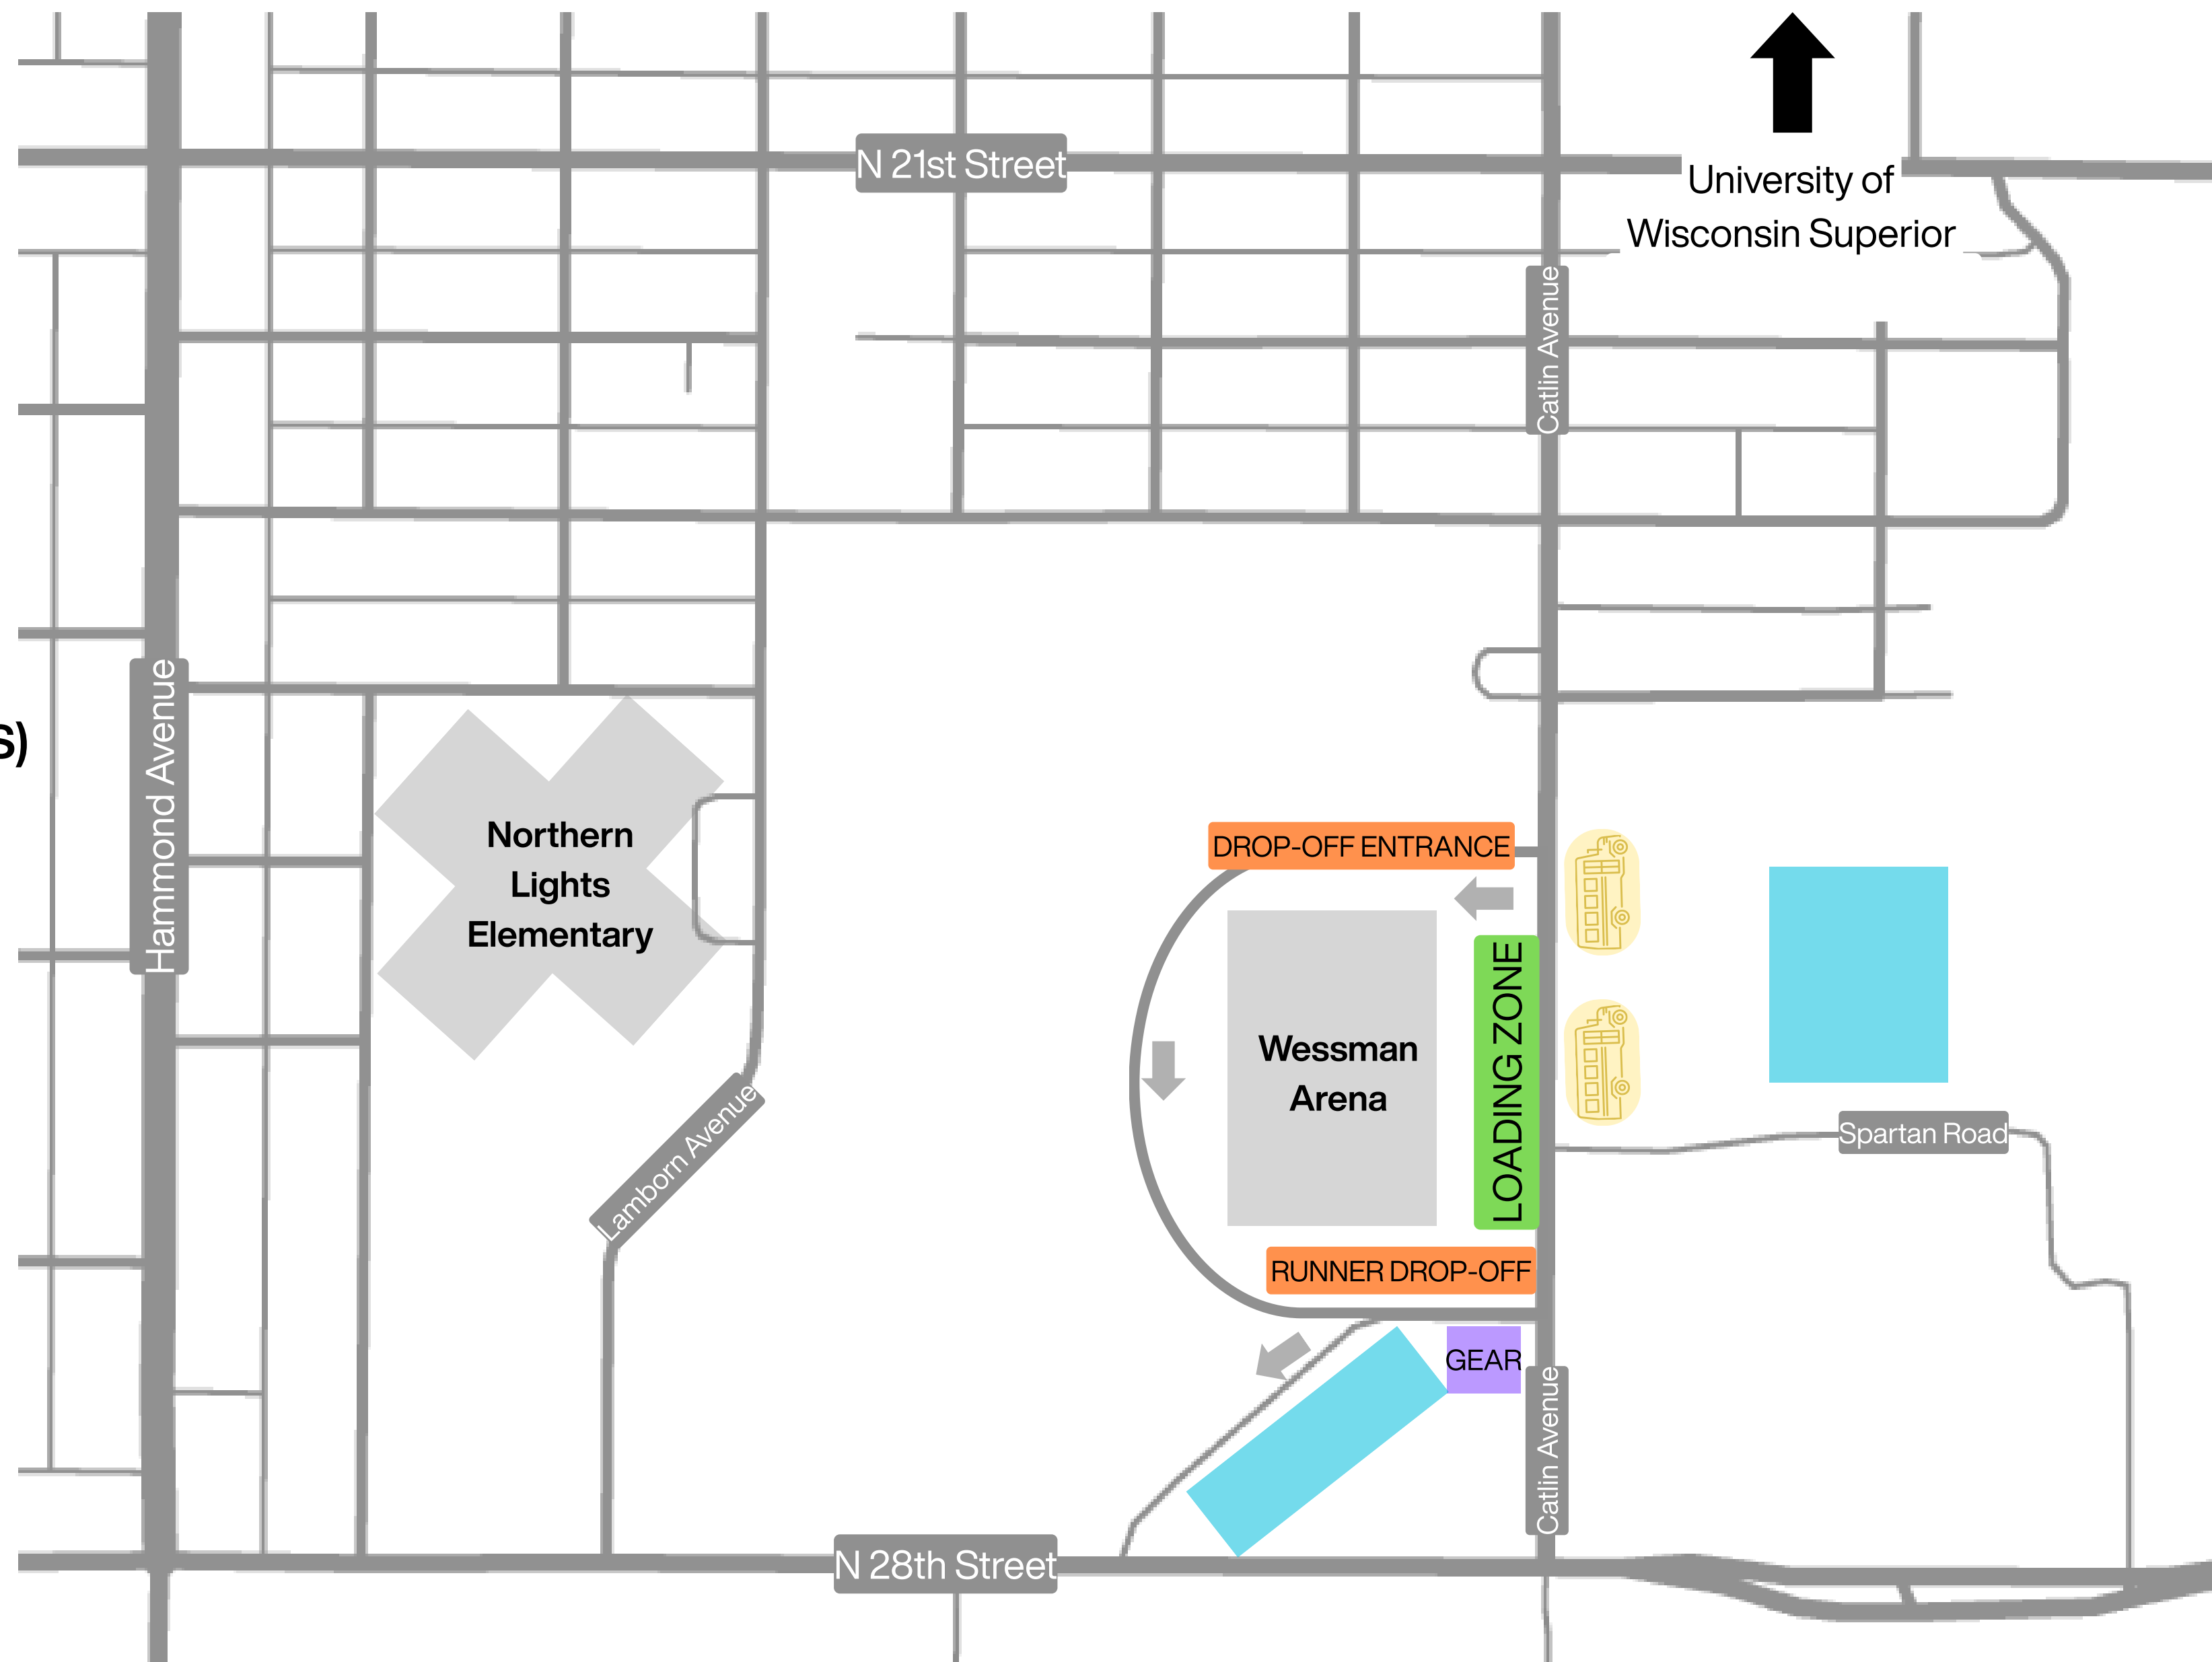 N 21st Street
University of
Wisconsin Superior
Catlin Avenue
Hammond Avenue
S)
Northern
Lights
Elementary
DROP-OFF ENTRANCE
LOADING ZONE
Wessman
Arena
Lamborn Avenue
Spartan Road
RUNNER DROP-OFF
GEAR
Catlin Avenue
N 28th Street